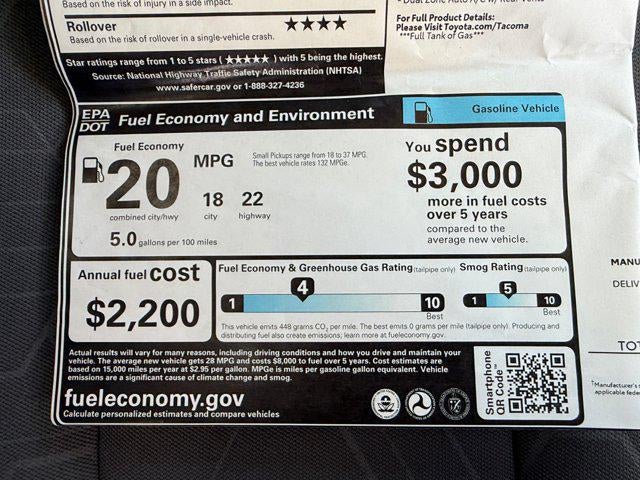 Based on the risk of injury in a side impact.
Rollover ★★★★
Based on the risk of rollover in a single-vehicle crash.
Star ratings range from 1 to 5 stars (★★★★★) with 5 being the highest.
Source: National Highway Traffic Safety Administration (NHTSA)
www.safercar.gov or 1-888-327-4236
For Full Product Details:
Please Visit Toyota.com/Tacoma
***Full Tank of Gas***
EPA
DOT
Fuel Economy and Environment
Gasoline Vehicle
Fuel Economy
20
MPG
Small Pickups range from 18 to 37 MPG.
The best vehicle rates 132 MPGe.
18 22
city highway
combined city/hwy
5.0 gallons per 100 miles
You spend
$3,000
more in fuel costs
over 5 years
compared to the
average new vehicle.
Annual fuel cost
$2,200
Fuel Economy & Greenhouse Gas Rating (tailpipe only)
4
1 10
Best
Smog Rating (tailpipe only)
5
1 10
Best
This vehicle emits 448 grams CO2 per mile. The best emits 0 grams per mile (tailpipe only). Producing and
distributing fuel also create emissions; learn more at fueleconomy.gov.
Actual results will vary for many reasons, including driving conditions and how you drive and maintain your
vehicle. The average new vehicle gets 28 MPG and costs $8,000 to fuel over 5 years. Cost estimates are
based on 15,000 miles per year at $2.95 per gallon. MPGe is miles per gasoline gallon equivalent. Vehicle
emissions are a significant cause of climate change and smog.
fueleconomy.gov
Calculate personalized estimates and compare vehicles
Smartphone
QR Code™
MANU
DELIV
TOT
†Manufacturer's
applicable fede